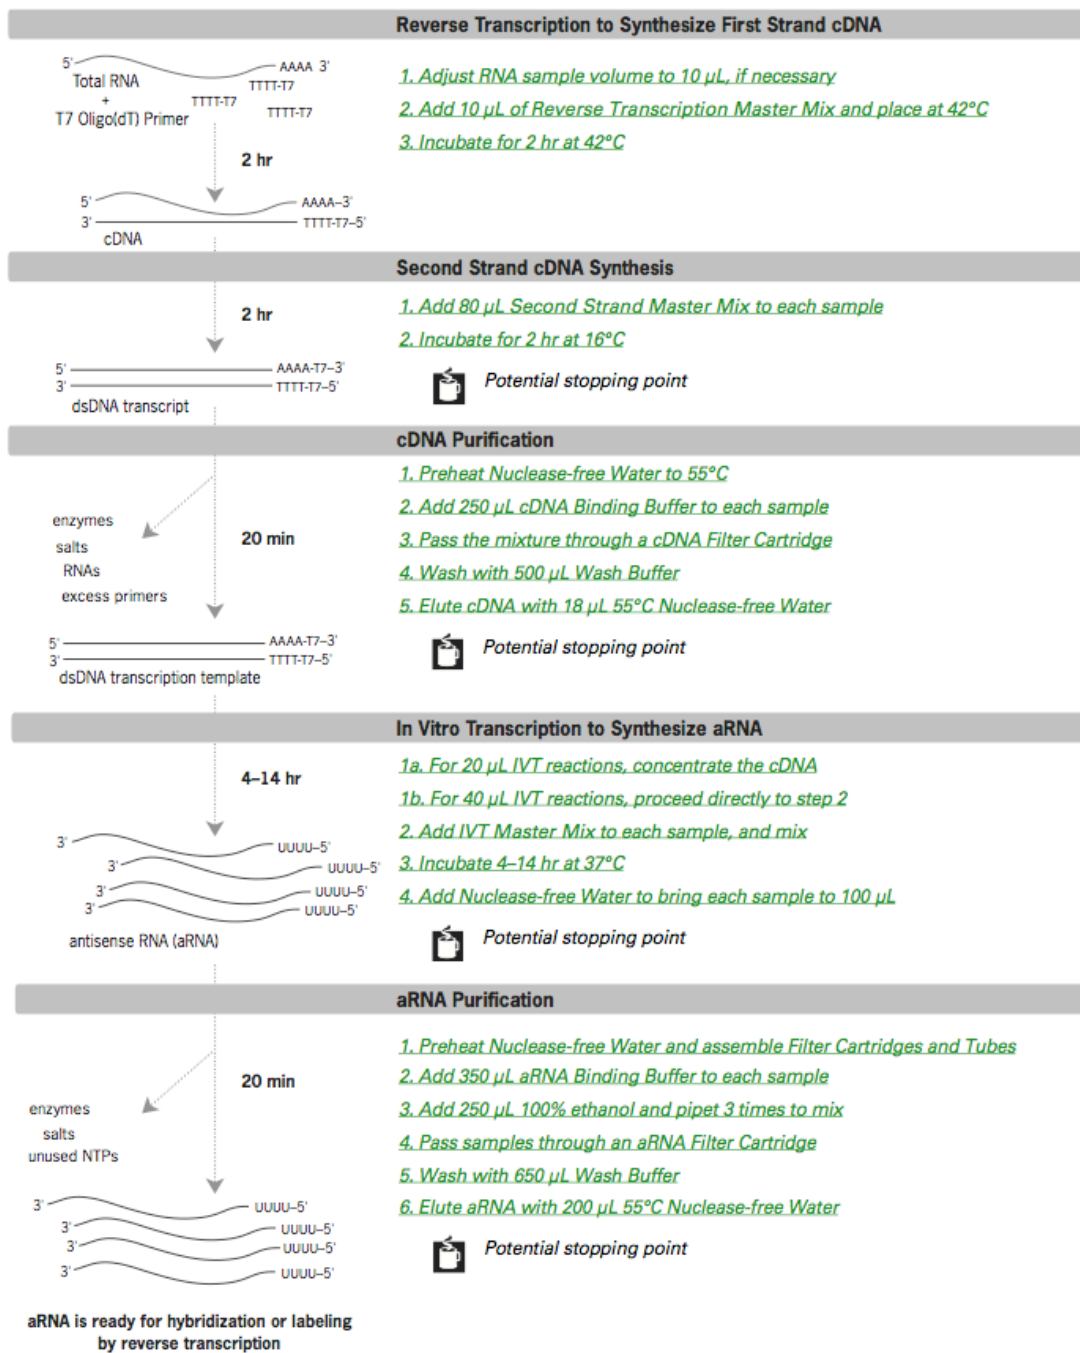 Reverse Transcription to Synthesize First Strand cDNA
5'
AAAA 3'
Total RNA
+
T7 Oligo(dT) Primer
TTTT-T7
TTTT-T7
TTTT-T7
1. Adjust RNA sample volume to 10 µL, if necessary
2. Add 10 µL of Reverse Transcription Master Mix and place at 42°C
3. Incubate for 2 hr at 42°C
2 hr
5'
AAAA–3'
3'
TTTT-T7–5'
cDNA
Second Strand cDNA Synthesis
2 hr
1. Add 80 µL Second Strand Master Mix to each sample
2. Incubate for 2 hr at 16°C
Potential stopping point
5'
AAAA-T7–3'
3'
TTTT-T7–5'
dsDNA transcript
cDNA Purification
1. Preheat Nuclease-free Water to 55°C
2. Add 250 µL cDNA Binding Buffer to each sample
3. Pass the mixture through a cDNA Filter Cartridge
4. Wash with 500 µL Wash Buffer
5. Elute cDNA with 18 µL 55°C Nuclease-free Water
Potential stopping point
enzymes
salts
RNAs
excess primers
20 min
5'
AAAA-T7–3'
3'
TTTT-T7–5'
dsDNA transcription template
In Vitro Transcription to Synthesize aRNA
4–14 hr
1a. For 20 µL IVT reactions, concentrate the cDNA
1b. For 40 µL IVT reactions, proceed directly to step 2
2. Add IVT Master Mix to each sample, and mix
3. Incubate 4–14 hr at 37°C
4. Add Nuclease-free Water to bring each sample to 100 µL
Potential stopping point
3'
UUUU–5'
3'
UUUU–5'
3'
UUUU–5'
3'
UUUU–5'
antisense RNA (aRNA)
aRNA Purification
1. Preheat Nuclease-free Water and assemble Filter Cartridges and Tubes
2. Add 350 µL aRNA Binding Buffer to each sample
3. Add 250 µL 100% ethanol and pipet 3 times to mix
4. Pass samples through an aRNA Filter Cartridge
5. Wash with 650 µL Wash Buffer
6. Elute aRNA with 200 µL 55°C Nuclease-free Water
Potential stopping point
20 min
enzymes
salts
unused NTPs
3'
UUUU–5'
3'
UUUU–5'
3'
UUUU–5'
3'
UUUU–5'
aRNA is ready for hybridization or labeling
by reverse transcription